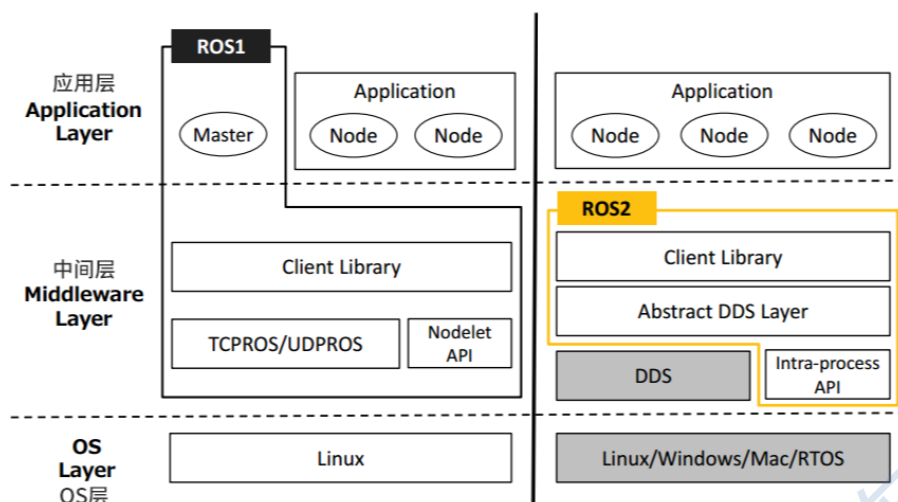 ROS1
应用层
Application
Layer
Master
Application
Node
Node
Application
Node
Node
Node
ROS2
中间层
Middleware
Layer
Client Library
TCPROS/UDPROS
Nodelet
API
Client Library
Abstract DDS Layer
DDS
Intra-process
API
OS
Layer
OS层
Linux
Linux/Windows/Mac/RTOS